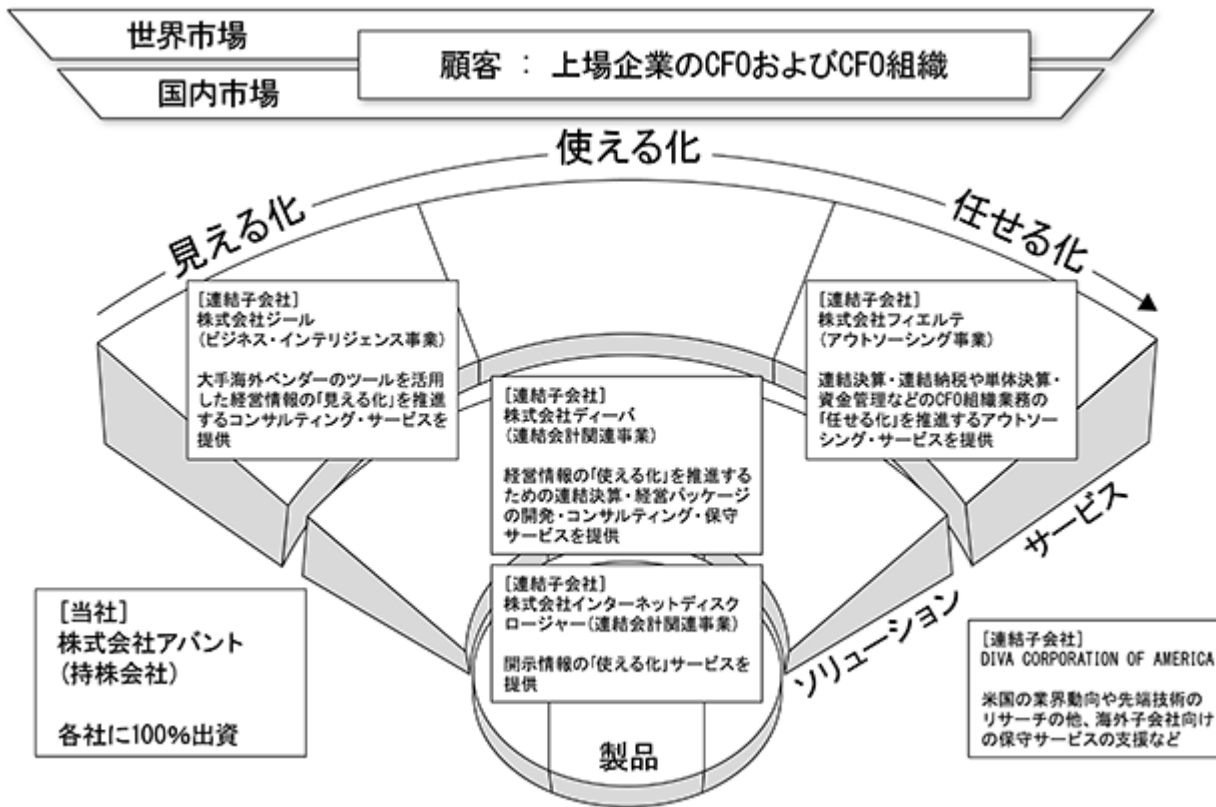 世界市場
国内市場
顧客 ： 上場企業のCFOおよびCFO組織
見える化
使える化
任せる化
[連結子会社]
株式会社ジール
(ビジネス・インテリジェンス事業)
大手海外ベンダーのツールを活用
した経営情報の「見える化」を推進
するコンサルティング・サービスを
提供
[連結子会社]
株式会社ディーバ
(連結会計関連事業)
経営情報の「使える化」を推進する
ための連結決算・経営パッケージ
の開発・コンサルティング・保守
サービスを提供
[連結子会社]
株式会社フィエルテ
(アウトソーシング事業)
連結決算・連結納税や単体決算・
資金管理などのCFO組織業務の
「任せる化」を推進するアウトソー
シング・サービスを提供
[連結子会社]
株式会社インターネットディスク
ロージャー(連結会計関連事業)
開示情報の「使える化」サービスを
提供
サービス
ソリューション
製品
[当社]
株式会社アバント
(持株会社)
各社に100%出資
[連結子会社]
DIVA CORPORATION OF AMERICA
米国の業界動向や先端技術の
リサーチの他、海外子会社向け
の保守サービスの支援など